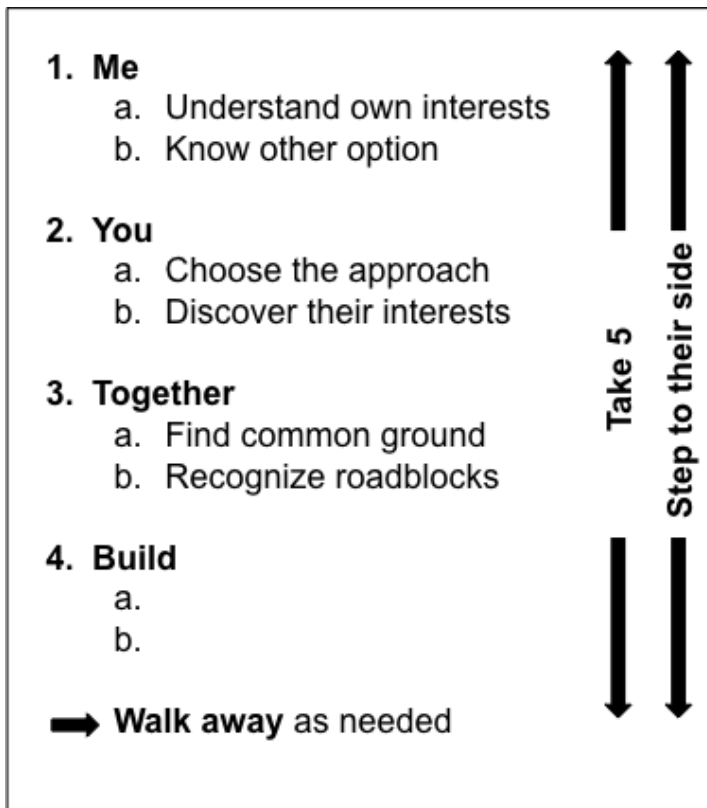 1. Me
a. Understand own interests
b. Know other option
2. You
a. Choose the approach
b. Discover their interests
3. Together
a. Find common ground
b. Recognize roadblocks
4. Build
a.
b.
Walk away as needed
Take 5
Step to their side